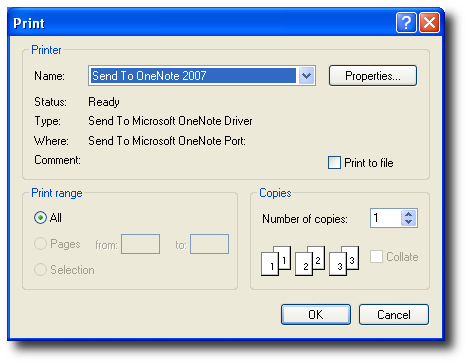 Print
Printer
Name: Send To OneNote 2007 Properties...
Status: Ready
Type: Send To Microsoft OneNote Driver
Where: Send To Microsoft OneNote Port:
Comment: Print to file
Print range Copies
All Number of copies: 1
Pages from: to:
1 1 2 2 3 3 Collate
Selection
OK Cancel